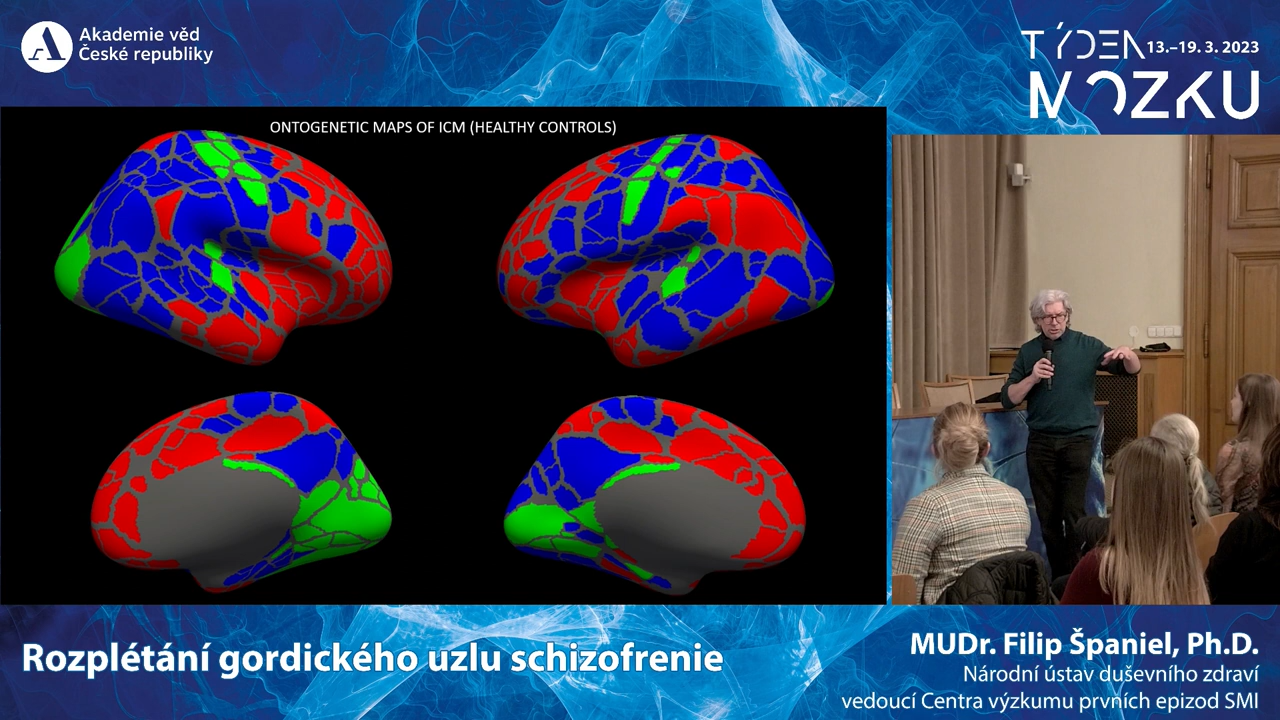 Akademie věd
České republiky
TÝDEN 13.–19. 3. 2023
MOZKU
ONTOGENETIC MAPS OF ICM (HEALTHY CONTROLS)
Rozplétání gordického uzlu schizofrenie
MUDr. Filip Španiel, Ph.D.
Národní ústav duševního zdraví
vedoucí Centra výzkumu prvních epizod SMI